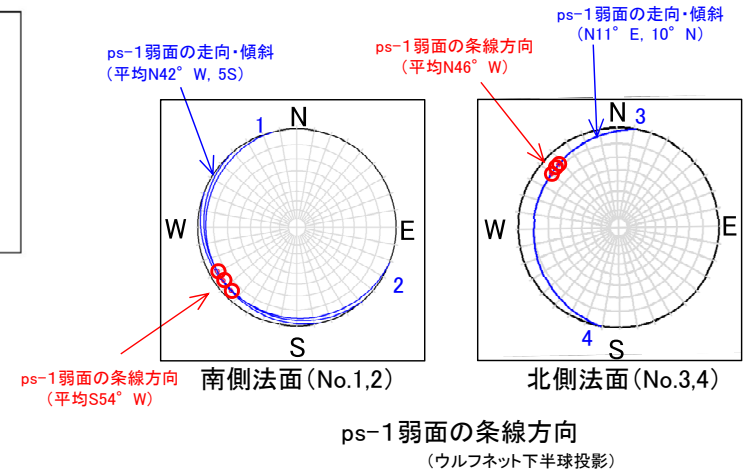 ps-1弱面の走向・傾斜
(平均N42°W, 5S)
ps-1弱面の走向・傾斜
(N11°E, 10°N)
ps-1弱面の条線方向
(平均N46°W)
N
1
W
E
2
S
N
3
W
E
4
S
ps-1弱面の条線方向
(平均S54°W)
南側法面(No.1,2)
北側法面(No.3,4)
ps-1弱面の条線方向
(ウルフネット下半球投影)